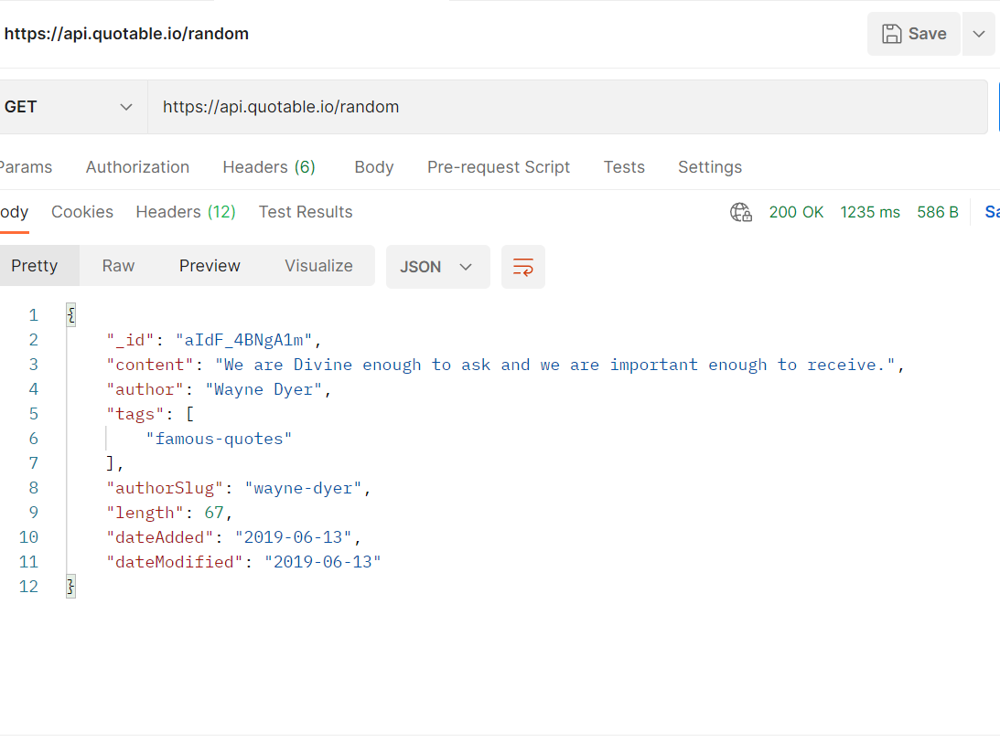 https://api.quotable.io/random
Save
GET
https://api.quotable.io/random
Params Authorization Headers (6) Body Pre-request Script Tests Settings
ody Cookies Headers (12) Test Results 200 OK 1235 ms 586 B Sa
Pretty Raw Preview Visualize JSON
1 {
2 "_id": "aIdF_4BNgA1m",
3 "content": "We are Divine enough to ask and we are important enough to receive.",
4 "author": "Wayne Dyer",
5 "tags": [
6 "famous-quotes"
7 ],
8 "authorSlug": "wayne-dyer",
9 "length": 67,
10 "dateAdded": "2019-06-13",
11 "dateModified": "2019-06-13"
12 }